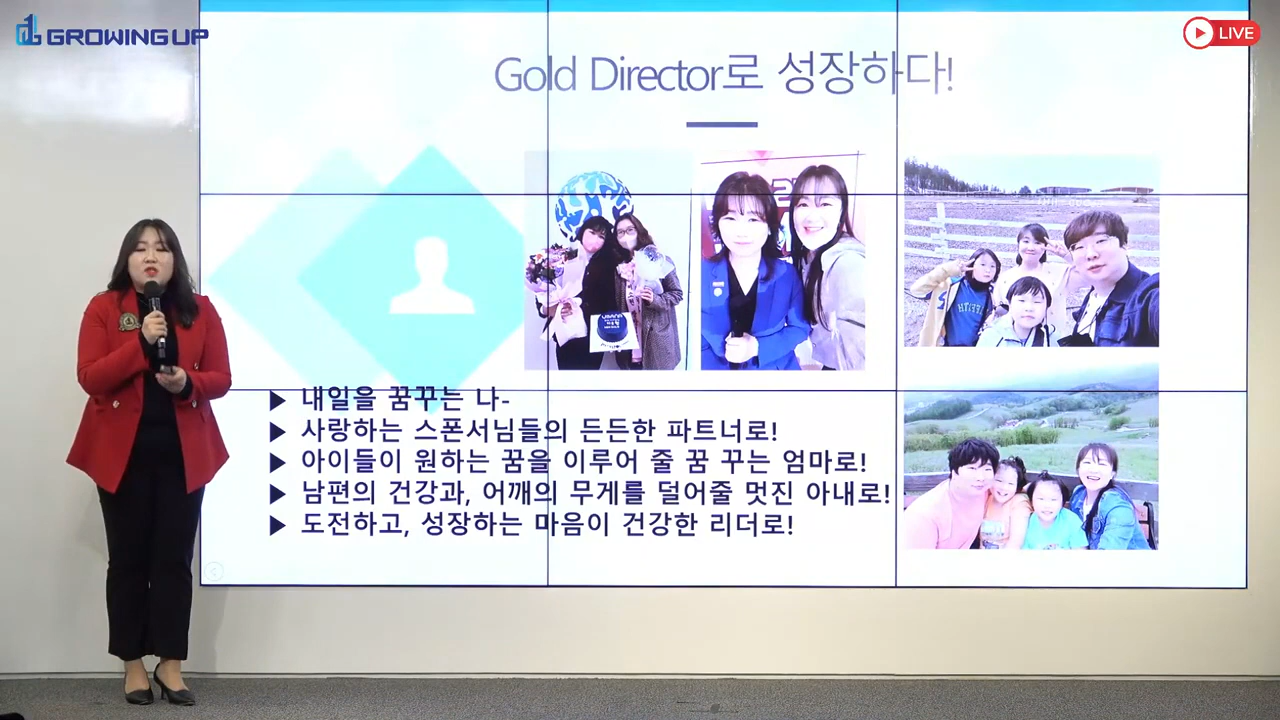 GROWING UP
LIVE
Gold Director로 성장하다!
▶ 내일을 꿈꾸는 나-
▶ 사랑하는 스폰서님들의 든든한 파트너로!
▶ 아이들이 원하는 꿈을 이루어 줄 꿈 꾸는 엄마로!
▶ 남편의 건강과, 어깨의 무게를 덜어줄 멋진 아내로!
▶ 도전하고, 성장하는 마음이 건강한 리더로!